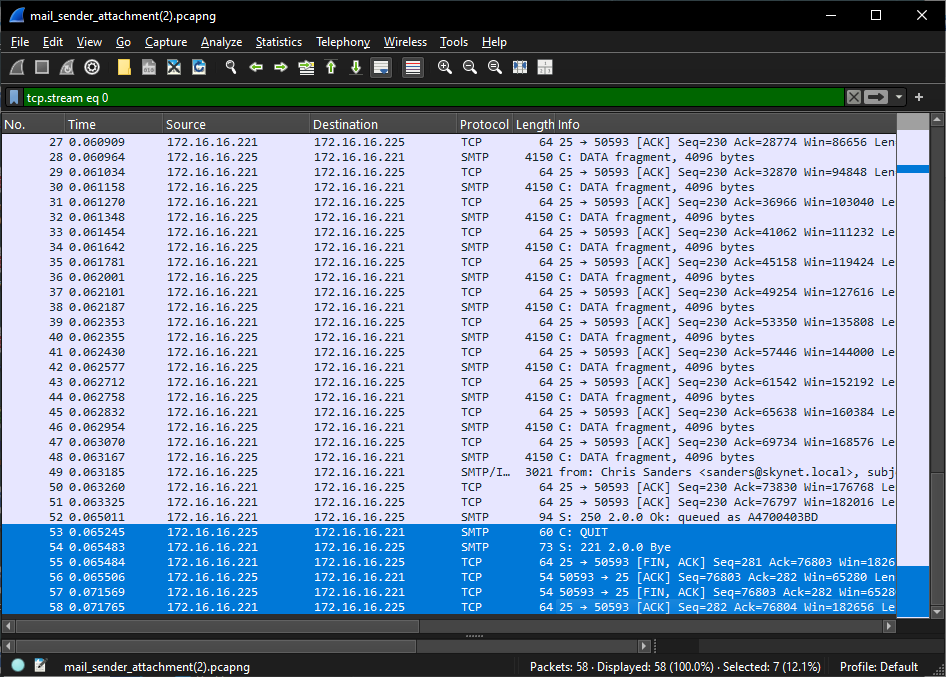 mail_sender_attachment(2).pcapng
File Edit View Go Capture Analyze Statistics Telephony Wireless Tools Help
tcp.stream eq 0
No. Time Source Destination Protocol Length Info
27 0.060909 172.16.16.221 172.16.16.225 TCP 64 25 → 50593 [ACK] Seq=230 Ack=28774 Win=86656 Len
28 0.060964 172.16.16.225 172.16.16.221 SMTP 4150 C: DATA fragment, 4096 bytes
29 0.061034 172.16.16.221 172.16.16.225 TCP 64 25 → 50593 [ACK] Seq=230 Ack=32870 Win=94848 Len
30 0.061158 172.16.16.225 172.16.16.221 SMTP 4150 C: DATA fragment, 4096 bytes
31 0.061270 172.16.16.221 172.16.16.225 TCP 64 25 → 50593 [ACK] Seq=230 Ack=36966 Win=103040 Le
32 0.061348 172.16.16.225 172.16.16.221 SMTP 4150 C: DATA fragment, 4096 bytes
33 0.061454 172.16.16.221 172.16.16.225 TCP 64 25 → 50593 [ACK] Seq=230 Ack=41062 Win=111232 Le
34 0.061642 172.16.16.225 172.16.16.221 SMTP 4150 C: DATA fragment, 4096 bytes
35 0.061781 172.16.16.221 172.16.16.225 TCP 64 25 → 50593 [ACK] Seq=230 Ack=45158 Win=119424 Le
36 0.062001 172.16.16.225 172.16.16.221 SMTP 4150 C: DATA fragment, 4096 bytes
37 0.062101 172.16.16.221 172.16.16.225 TCP 64 25 → 50593 [ACK] Seq=230 Ack=49254 Win=127616 Le
38 0.062187 172.16.16.225 172.16.16.221 SMTP 4150 C: DATA fragment, 4096 bytes
39 0.062353 172.16.16.221 172.16.16.225 TCP 64 25 → 50593 [ACK] Seq=230 Ack=53350 Win=135808 Le
40 0.062355 172.16.16.225 172.16.16.221 SMTP 4150 C: DATA fragment, 4096 bytes
41 0.062430 172.16.16.221 172.16.16.225 TCP 64 25 → 50593 [ACK] Seq=230 Ack=57446 Win=144000 Le
42 0.062577 172.16.16.225 172.16.16.221 SMTP 4150 C: DATA fragment, 4096 bytes
43 0.062712 172.16.16.221 172.16.16.225 TCP 64 25 → 50593 [ACK] Seq=230 Ack=61542 Win=152192 Le
44 0.062758 172.16.16.225 172.16.16.221 SMTP 4150 C: DATA fragment, 4096 bytes
45 0.062832 172.16.16.221 172.16.16.225 TCP 64 25 → 50593 [ACK] Seq=230 Ack=65638 Win=160384 Le
46 0.062954 172.16.16.225 172.16.16.221 SMTP 4150 C: DATA fragment, 4096 bytes
47 0.063070 172.16.16.221 172.16.16.225 TCP 64 25 → 50593 [ACK] Seq=230 Ack=69734 Win=168576 Le
48 0.063167 172.16.16.225 172.16.16.221 SMTP 4150 C: DATA fragment, 4096 bytes
49 0.063185 172.16.16.225 172.16.16.221 SMTP/I… 3021 from: Chris Sanders <sanders@skynet.local>, subj
50 0.063260 172.16.16.221 172.16.16.225 TCP 64 25 → 50593 [ACK] Seq=230 Ack=73830 Win=176768 Le
51 0.063325 172.16.16.221 172.16.16.225 TCP 64 25 → 50593 [ACK] Seq=230 Ack=76797 Win=182016 Le
52 0.065011 172.16.16.221 172.16.16.225 SMTP 94 S: 250 2.0.0 Ok: queued as A4700403BD
53 0.065245 172.16.16.225 172.16.16.221 SMTP 60 C: QUIT
54 0.065483 172.16.16.221 172.16.16.225 SMTP 73 S: 221 2.0.0 Bye
55 0.065484 172.16.16.221 172.16.16.225 TCP 64 25 → 50593 [FIN, ACK] Seq=281 Ack=76803 Win=1826
56 0.065506 172.16.16.225 172.16.16.221 TCP 54 50593 → 25 [ACK] Seq=76803 Ack=282 Win=65280 Len
57 0.071569 172.16.16.225 172.16.16.221 TCP 54 50593 → 25 [FIN, ACK] Seq=76803 Ack=282 Win=6528
58 0.071765 172.16.16.221 172.16.16.225 TCP 64 25 → 50593 [ACK] Seq=282 Ack=76804 Win=182656 Le
mail_sender_attachment(2).pcapng Packets: 58 · Displayed: 58 (100.0%) · Selected: 7 (12.1%) Profile: Default